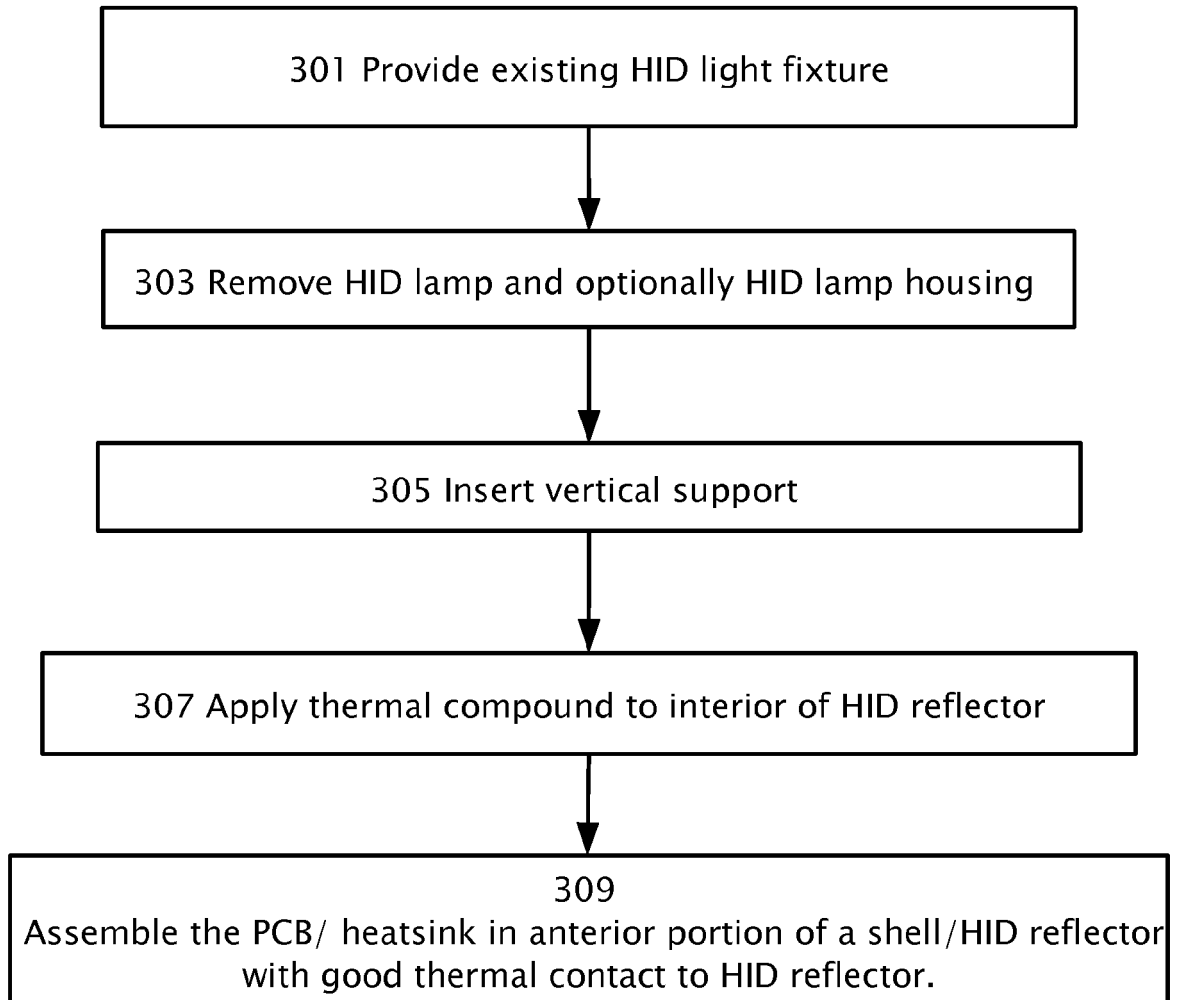 301 Provide existing HID light fixture
303 Remove HID lamp and optionally HID lamp housing
305 Insert vertical support
307 Apply thermal compound to interior of HID reflector
309
Assemble the PCB/ heatsink in anterior portion of a shell/HID reflector
with good thermal contact to HID reflector.